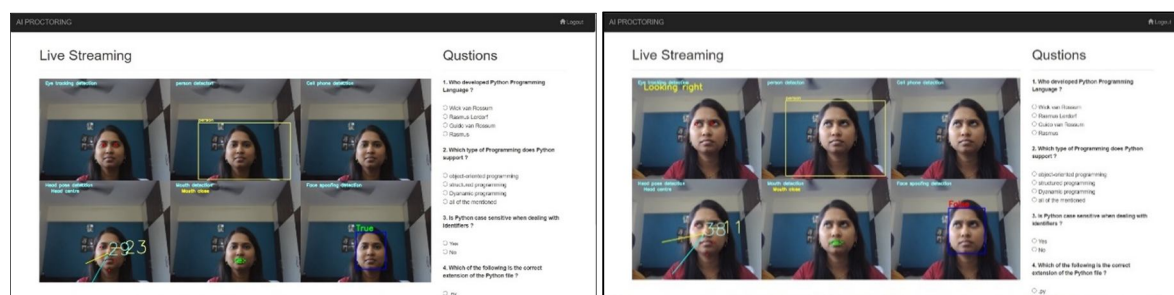 AI PROCTORING
Logout
Live Streaming
Qustions
Eye tracking detection
person detection
Cell phone detection
person
Head pose detection
Head centre
Mouth detection
Mouth close
Face spoofing detection
True
1. Who developed Python Programming
Language ?
Wick van Rossum
Rasmus Lerdorf
Guido van Rossum
Rasmus
2. Which type of Programming does Python
support ?
object-oriented programming
structured programming
all of the mentioned
3. Is Python case sensitive when dealing with
identifiers ?
Yes
No
4. Which of the following is the correct
extension of the Python file ?
AI PROCTORING
Logout
Live Streaming
Qustions
Eye tracking detection
Looking right
person detection
Cell phone detection
person
Head pose detection
Head centre
Mouth detection
Mouth close
Face spoofing detection
1. Who developed Python Programming
Language ?
Wick van Rossum
Rasmus Lerdorf
Guido van Rossum
Rasmus
2. Which type of Programming does Python
support ?
object-oriented programming
structured programming
all of the mentioned
3. Is Python case sensitive when dealing with
identifiers ?
Yes
No
4. Which of the following is the correct
extension of the Python file ?